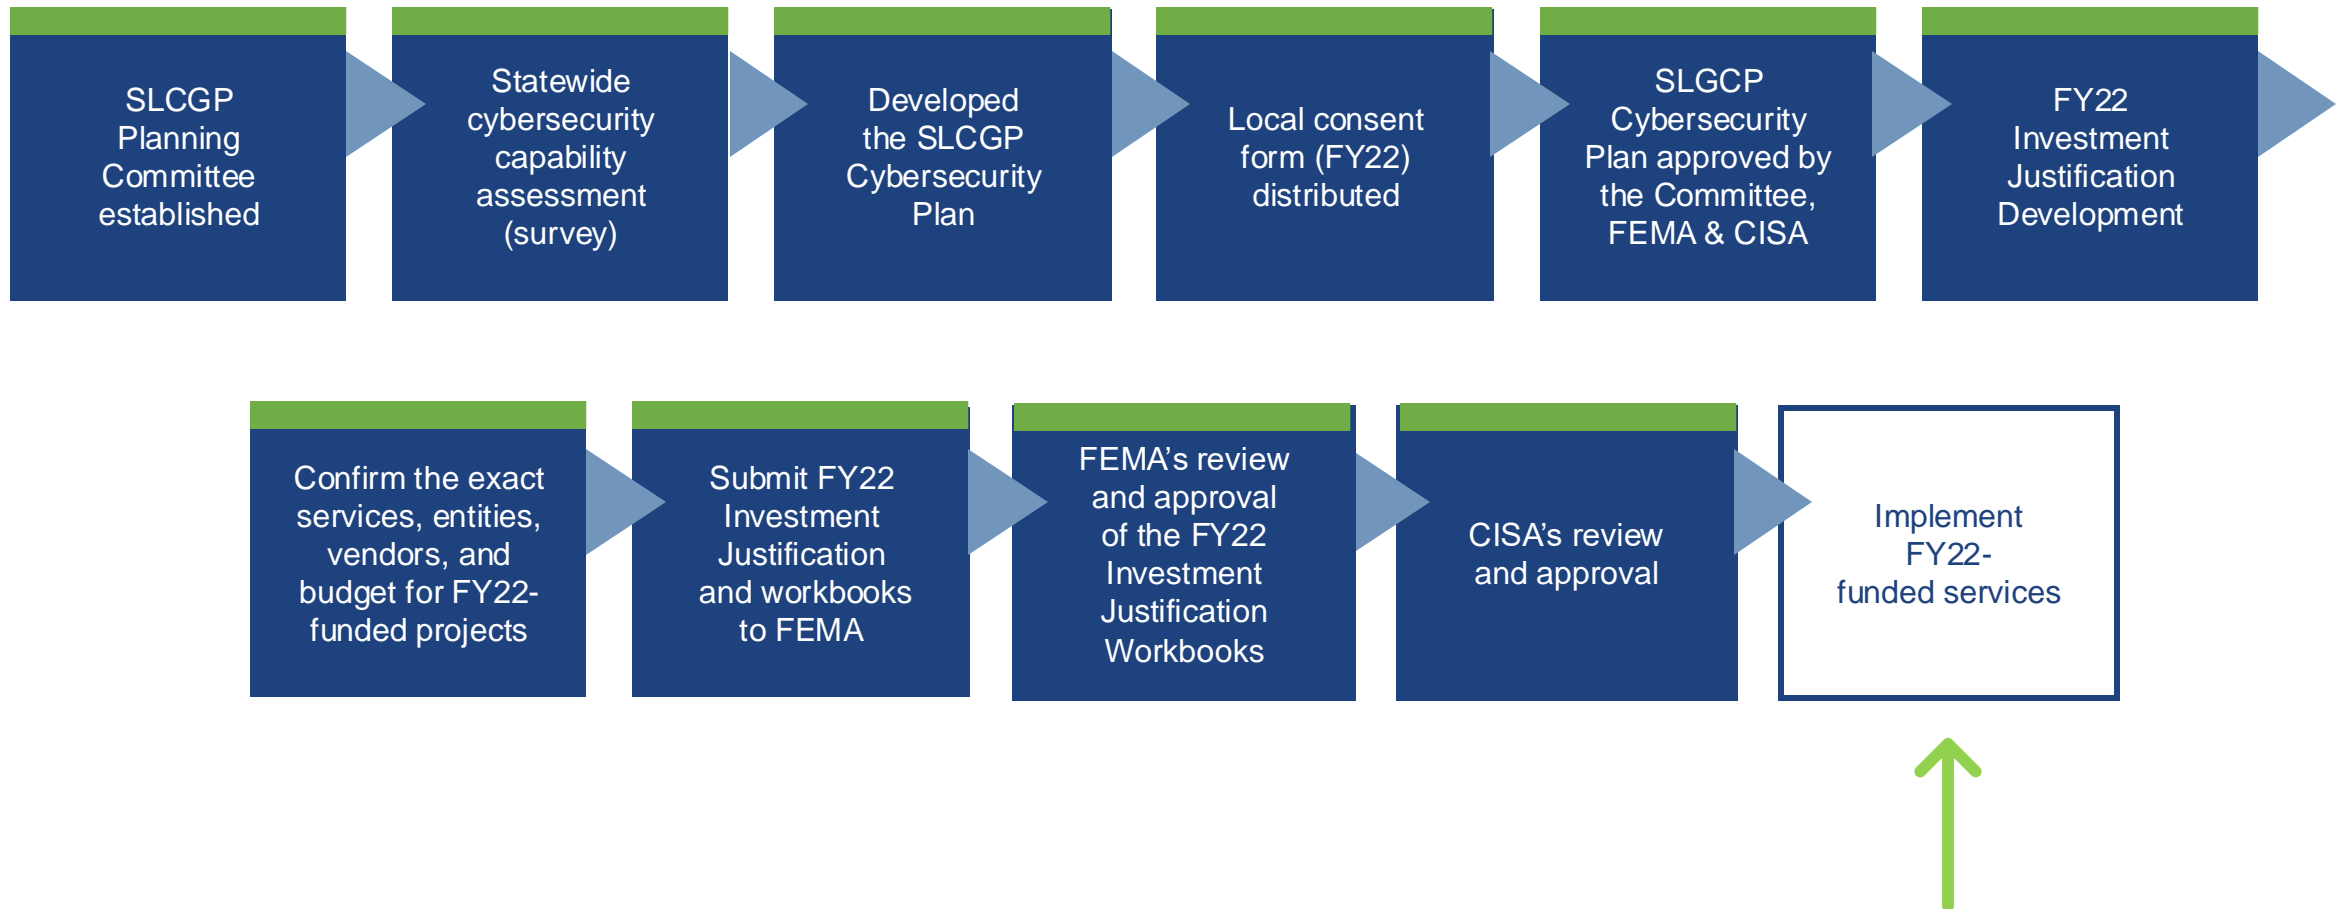 SLCGP
Planning
Committee
established
Statewide
cybersecurity
capability
assessment
(survey)
Developed
the SLCGP
Cybersecurity
Plan
Local consent
form (FY22)
distributed
SLGCP
Cybersecurity
Plan approved by
the Committee,
FEMA & CISA
FY22
Investment
Justification
Development
Confirm the exact
services, entities,
vendors, and
budget for FY22-
funded projects
Submit FY22
Investment
Justification
and workbooks
to FEMA
FEMA’s review
and approval
of the FY22
Investment
Justification
Workbooks
CISA’s review
and approval
Implement
FY22-
funded services